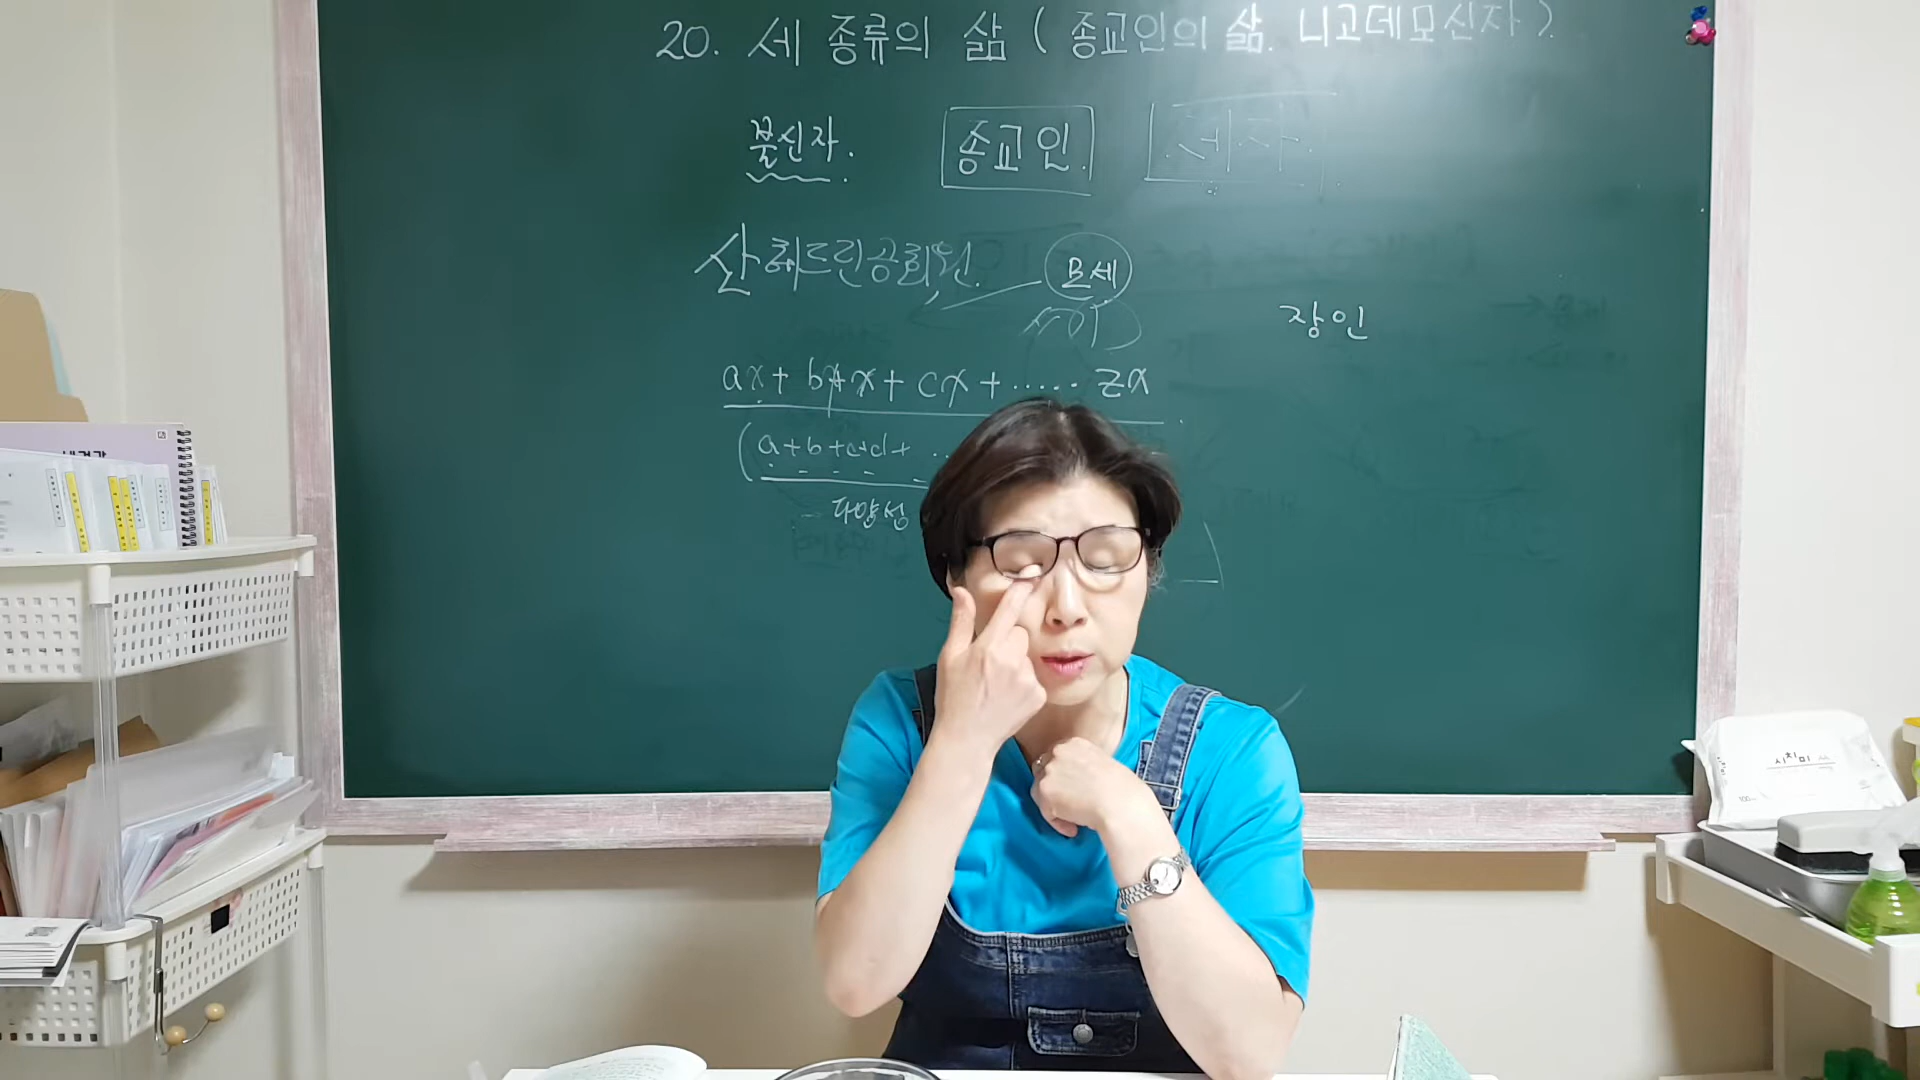 20. 세 종류의 삶 ( 종교인의 삶. 니고데모신자 ).
불신자. 종교인. 제자.
산헤드린공회원. 모세
장인
ax + b+x + cx + ..... zx
(a+b+c+d+ ..
다양성